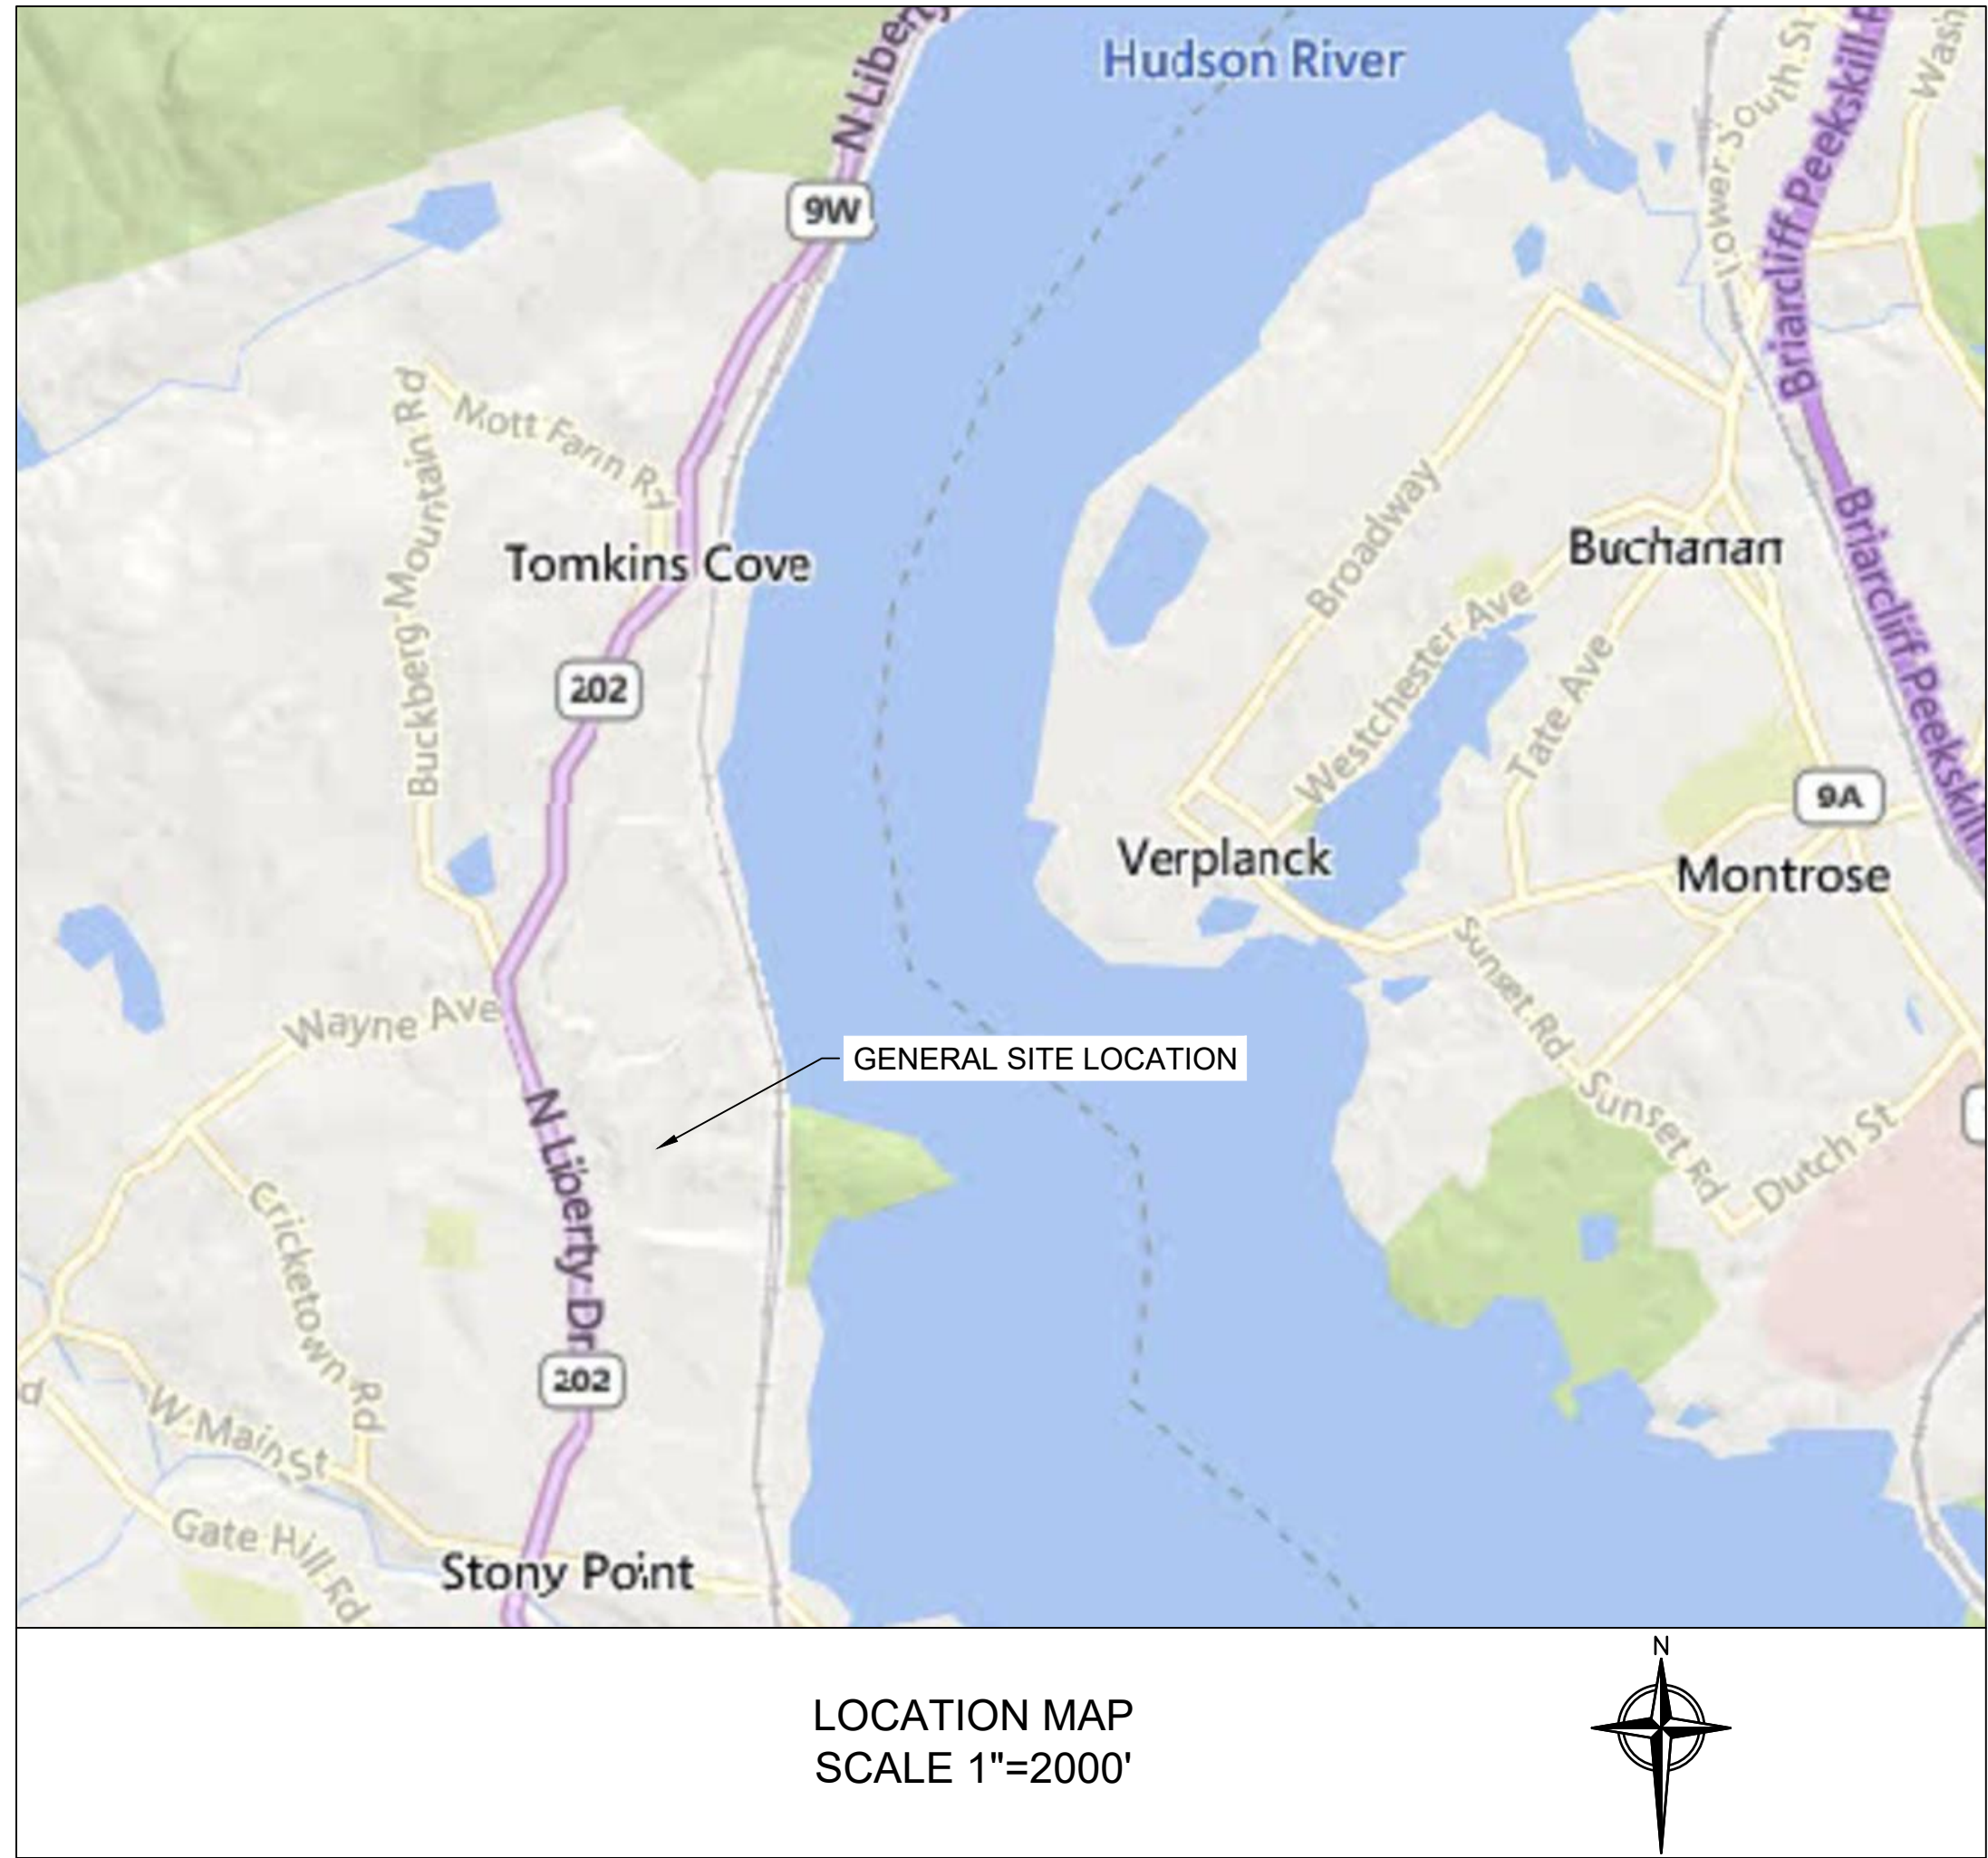 N Libert
Hudson River
Lower South St
Briarcliff Peekskill P
Wash
9W
Buckberg Mountain Rd
Mott Farm Rd
Tomkins Cove
Broadway
Buchanan
Westchester Ave
Tate Ave
Briarcliff-Peekskill
202
9A
Verplanck
Montrose
Sunset Rd
Wayne Ave
GENERAL SITE LOCATION
N Liberty Dr
Sunset Rd
Dutch St
Cricketown Rd
202
d
W Main St
Gate Hill Rd
Stony Point
LOCATION MAP
SCALE 1"=2000'
N